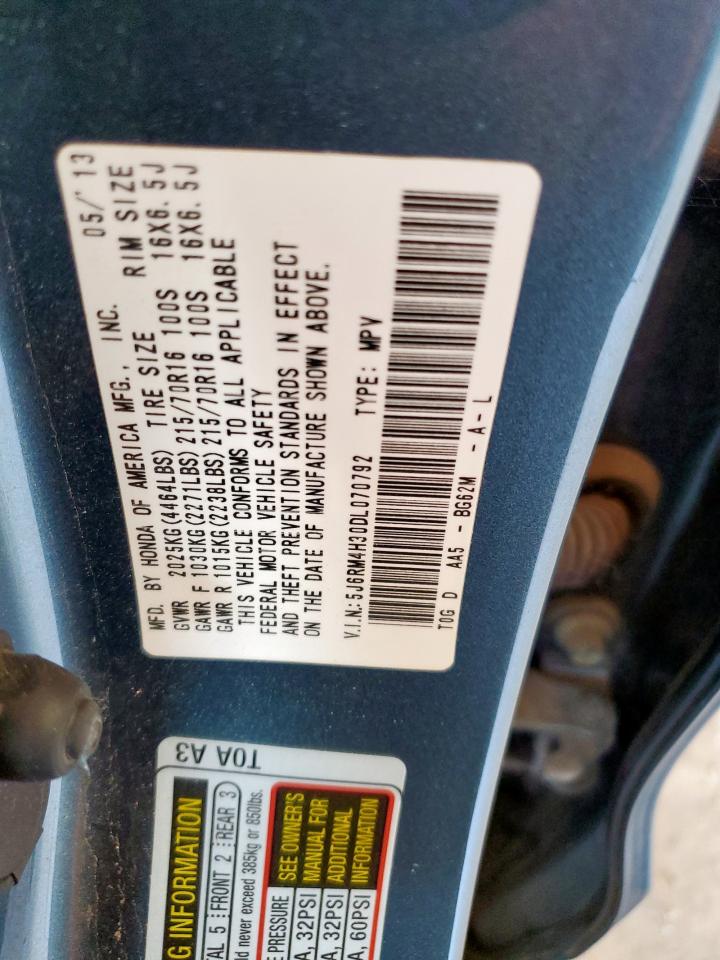 MFD. BY HONDA OF AMERICA MFG., INC. 05/'13
GVWR 2025KG(4464LBS) TIRE SIZE RIM SIZE
GAWR F 1030KG(2271LBS) 215/70R16 100S 16X6.5J
GAWR R 1015KG(2238LBS) 215/70R16 100S 16X6.5J
THIS VEHICLE CONFORMS TO ALL APPLICABLE
FEDERAL MOTOR VEHICLE SAFETY
AND THEFT PREVENTION STANDARDS IN EFFECT
ON THE DATE OF MANUFACTURE SHOWN ABOVE.
V.I.N.: 5J6RM4H30DL070792 TYPE: MPV
T0G D AA5 - BG62M - A - L
T0A A3
INFORMATION
5 FRONT 2 REAR 3
never exceed 385kg or 850lbs.
PRESSURE SEE OWNER'S
MANUAL FOR
ADDITIONAL
INFORMATION
32PSI
32PSI
60PSI